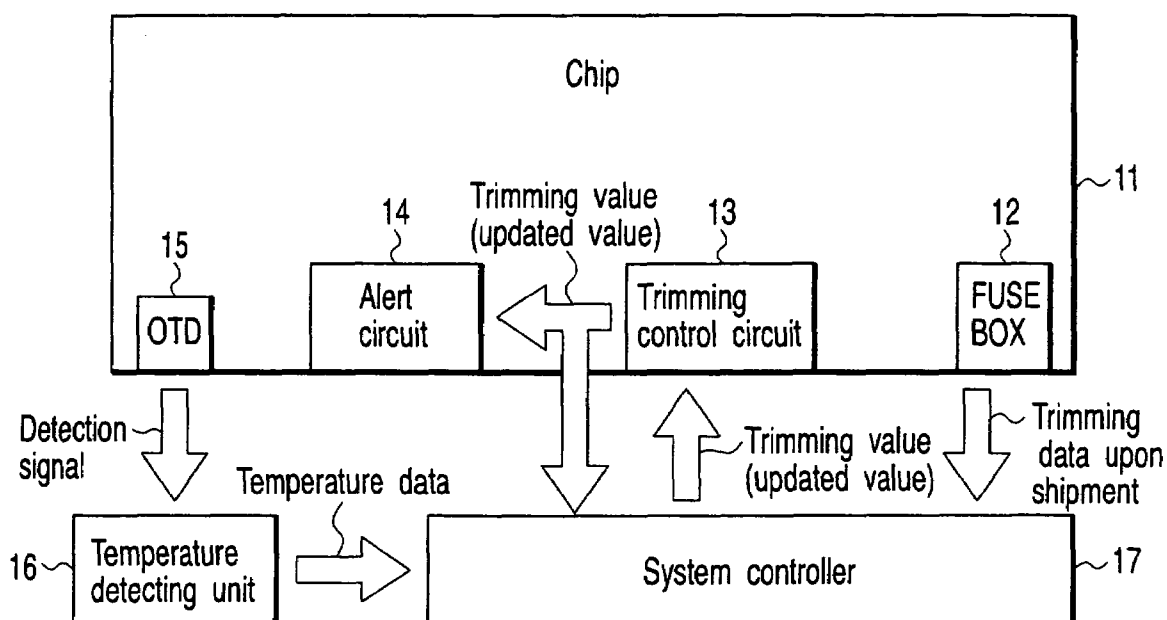 Chip
11
Trimming value
(updated value)
15
14
13
12
OTD
Alert
circuit
Trimming
control circuit
FUSE
BOX
Detection
signal
Temperature data
Trimming value
(updated value)
Trimming
data upon
shipment
16
Temperature
detecting unit
System controller
17